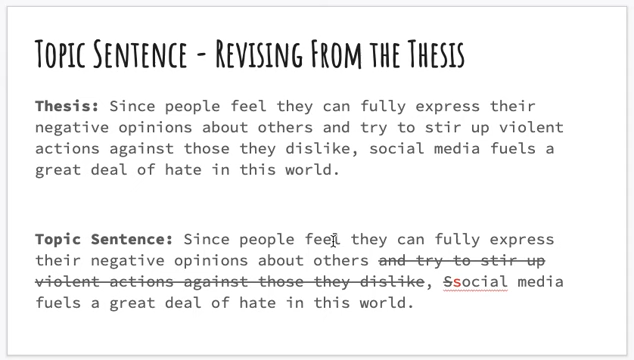 Topic Sentence - Revising From the Thesis
Thesis: Since people feel they can fully express their
negative opinions about others and try to stir up violent
actions against those they dislike, social media fuels a
great deal of hate in this world.
Topic Sentence: Since people feel they can fully express
their negative opinions about others and try to stir up
violent actions against those they dislike, Ssocial media
fuels a great deal of hate in this world.